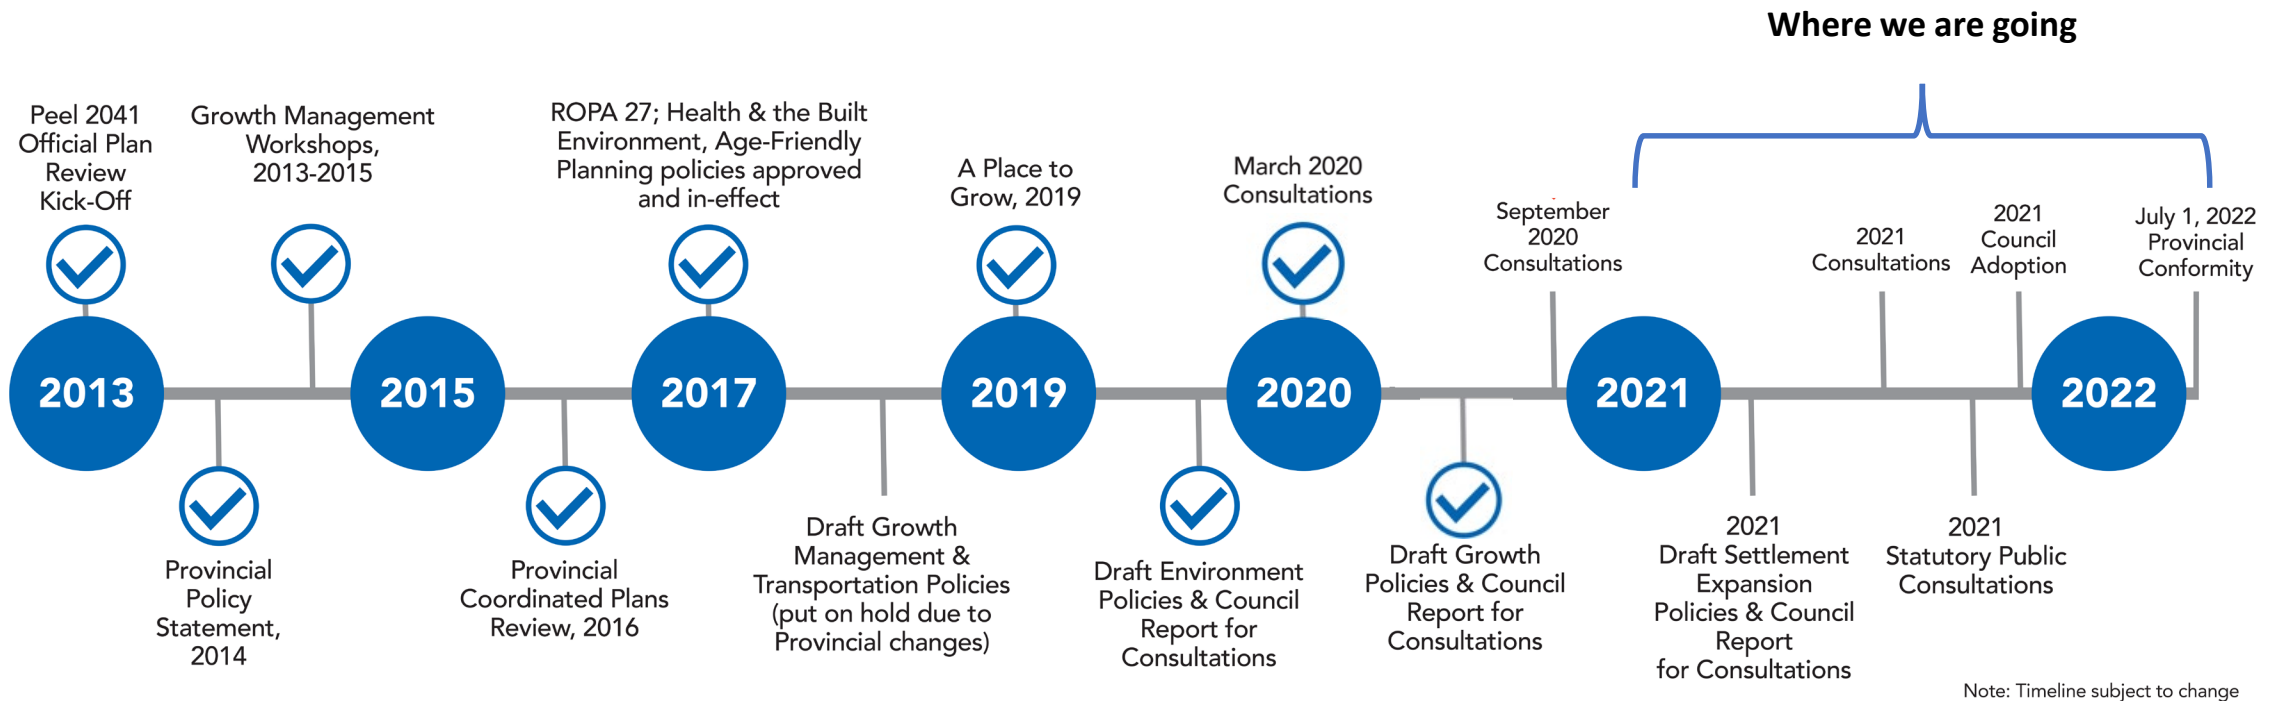 Where we are going
Peel 2041
Official Plan
Review
Kick-Off
Growth Management
Workshops,
2013-2015
ROPA 27; Health & the Built
Environment, Age-Friendly
Planning policies approved
and in-effect
A Place to
Grow, 2019
March 2020
Consultations
September
2020
Consultations
2021
Consultations
2021
Council
Adoption
July 1, 2022
Provincial
Conformity
2013
2015
2017
2019
2020
2021
2022
Provincial
Policy
Statement,
2014
Provincial
Coordinated Plans
Review, 2016
Draft Growth
Management &
Transportation Policies
(put on hold due to
Provincial changes)
Draft Environment
Policies & Council
Report for
Consultations
Draft Growth
Policies & Council
Report for
Consultations
2021
Draft Settlement
Expansion
Policies & Council
Report
for Consultations
2021
Statutory Public
Consultations
Note: Timeline subject to change